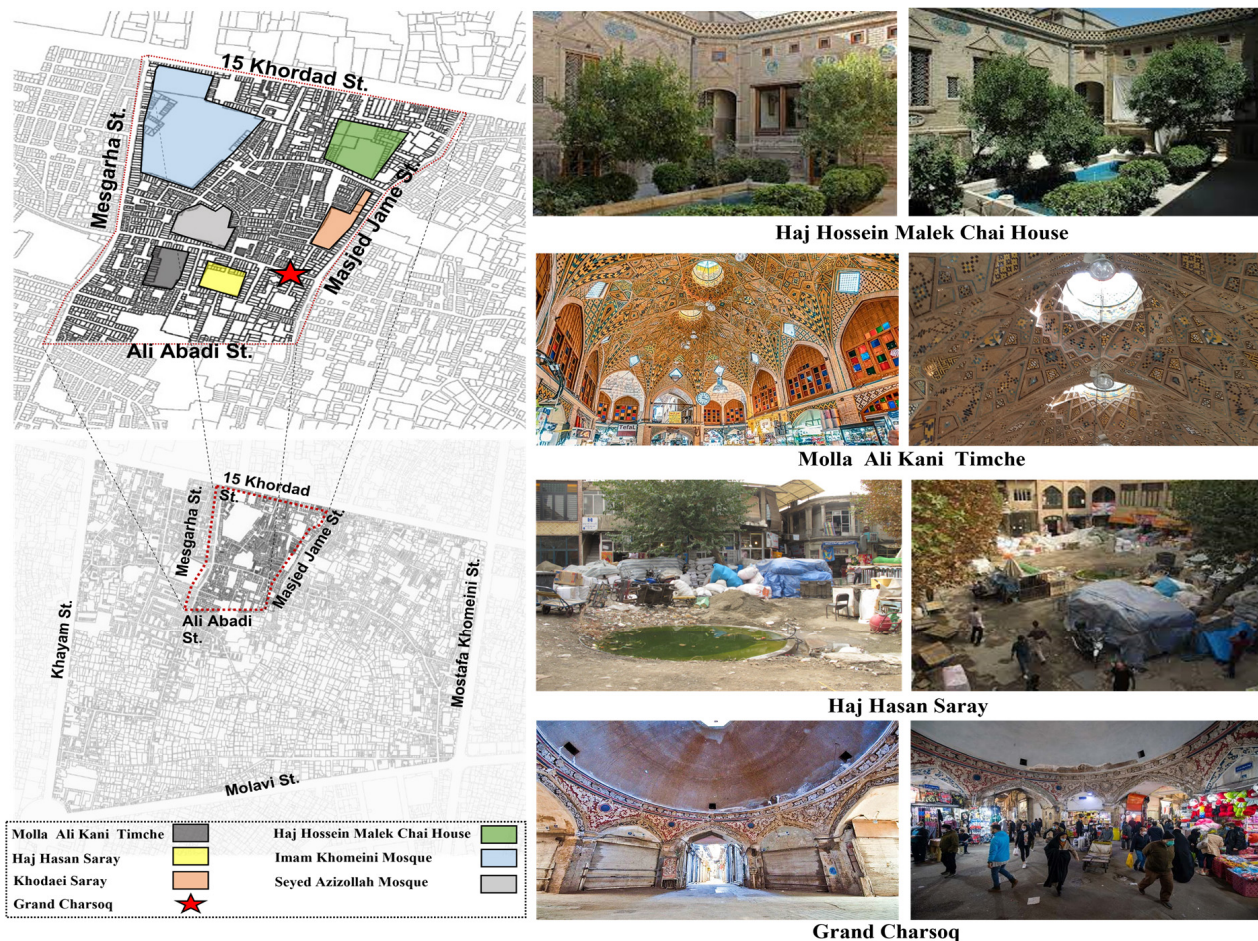 15 Khordad St.
Mesgarha St.
Masjed Jame St.
Ali Abadi St.
15 Khordad
St.
Mesgarha St.
Masjed Jame St.
Ali Abadi
St.
Khayam St.
Mostafa Khomeini St.
Molavi St.
Molla Ali Kani Timche
Haj Hasan Saray
Khodaei Saray
Grand Charsoq
Haj Hossein Malek Chai House
Imam Khomeini Mosque
Seyed Azizollah Mosque
Haj Hossein Malek Chai House
Tefal
Molla Ali Kani Timche
Haj Hasan Saray
Grand Charsoq